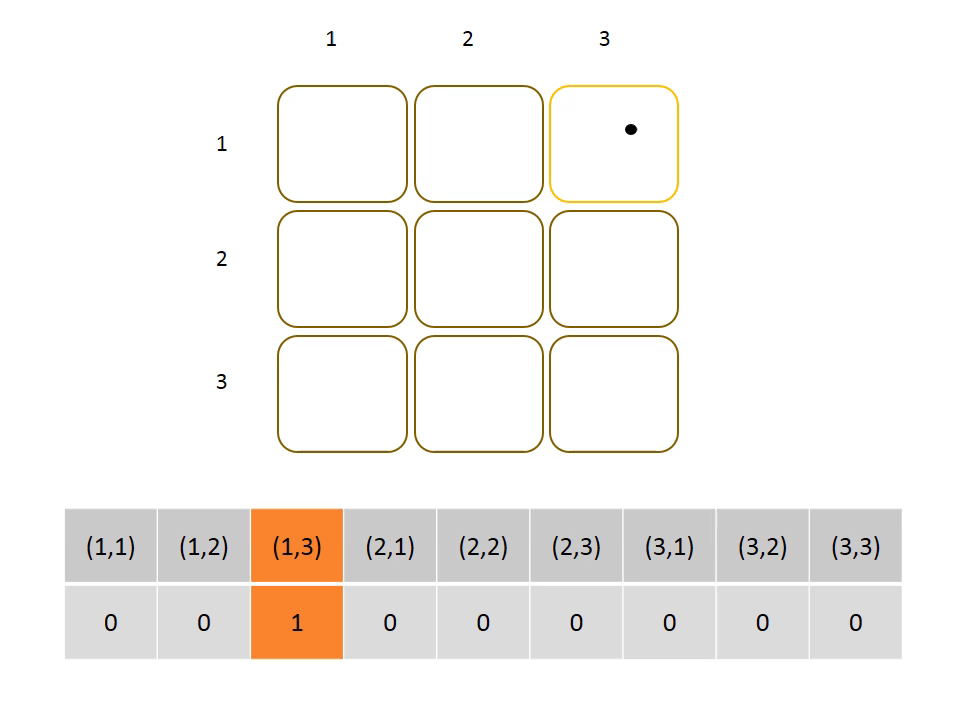 1 2 3
1
2
3
(1,1) (1,2) (1,3) (2,1) (2,2) (2,3) (3,1) (3,2) (3,3)
0 0 1 0 0 0 0 0 0